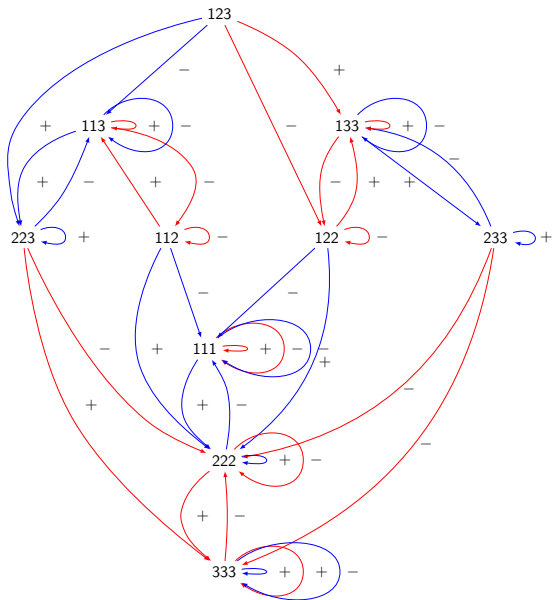 123
− +
113 + − 133 + −
+ − −
+ − + − − + +
223 + 112 − 122 − 233 +
− −
− + 111 + − − +
+ + − −
222 + − −
+ −
333 + + −